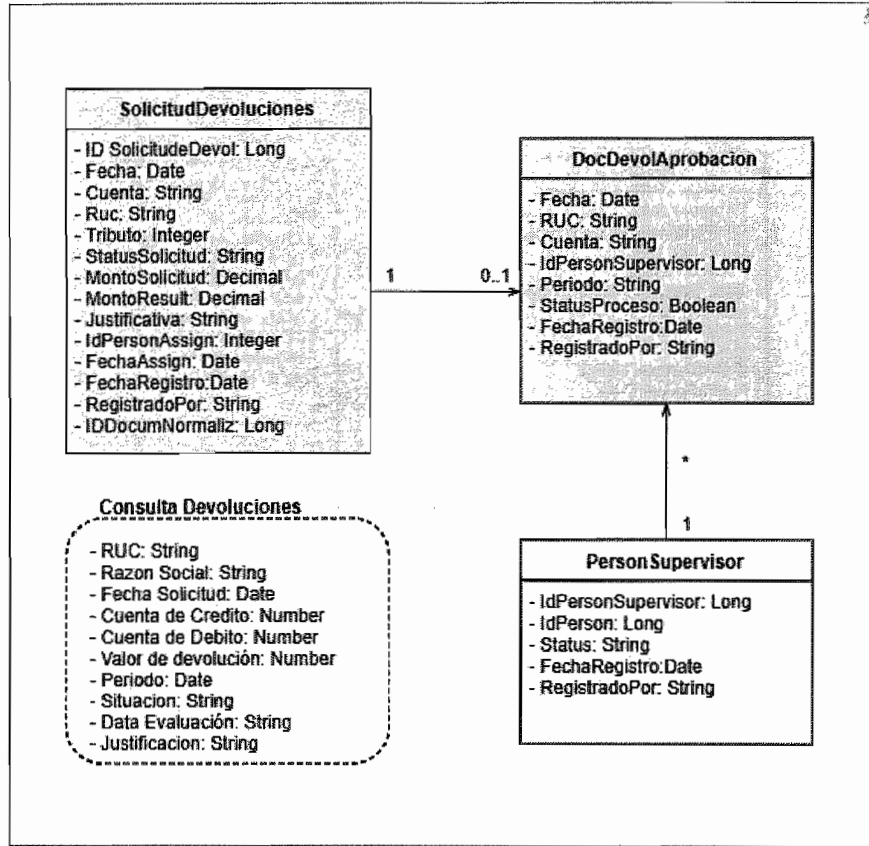 SolicitudDevoluciones
- ID SolicitudeDevol: Long
- Fecha: Date
- Cuenta: String
- Ruc: String
- Tributo: Integer
- StatusSolicitud: String
- MontoSolicitud: Decimal
- MontoResult: Decimal
- Justificativa: String
- IdPersonAssign: Integer
- FechaAssign: Date
- FechaRegistro:Date
- RegistradoPor: String
- IDDocumNormaliz: Long
1
0..1
DocDevolAprobacion
- Fecha: Date
- RUC: String
- Cuenta: String
- IdPersonSupervisor: Long
- Periodo: String
- StatusProceso: Boolean
- FechaRegistro:Date
- RegistradoPor: String
*
1
PersonSupervisor
- IdPersonSupervisor: Long
- IdPerson: Long
- Status: String
- FechaRegistro:Date
- RegistradoPor: String
Consulta Devoluciones
- RUC: String
- Razon Social: String
- Fecha Solicitud: Date
- Cuenta de Credito: Number
- Cuenta de Debito: Number
- Valor de devolución: Number
- Periodo: Date
- Situacion: String
- Data Evaluación: String
- Justificacion: String